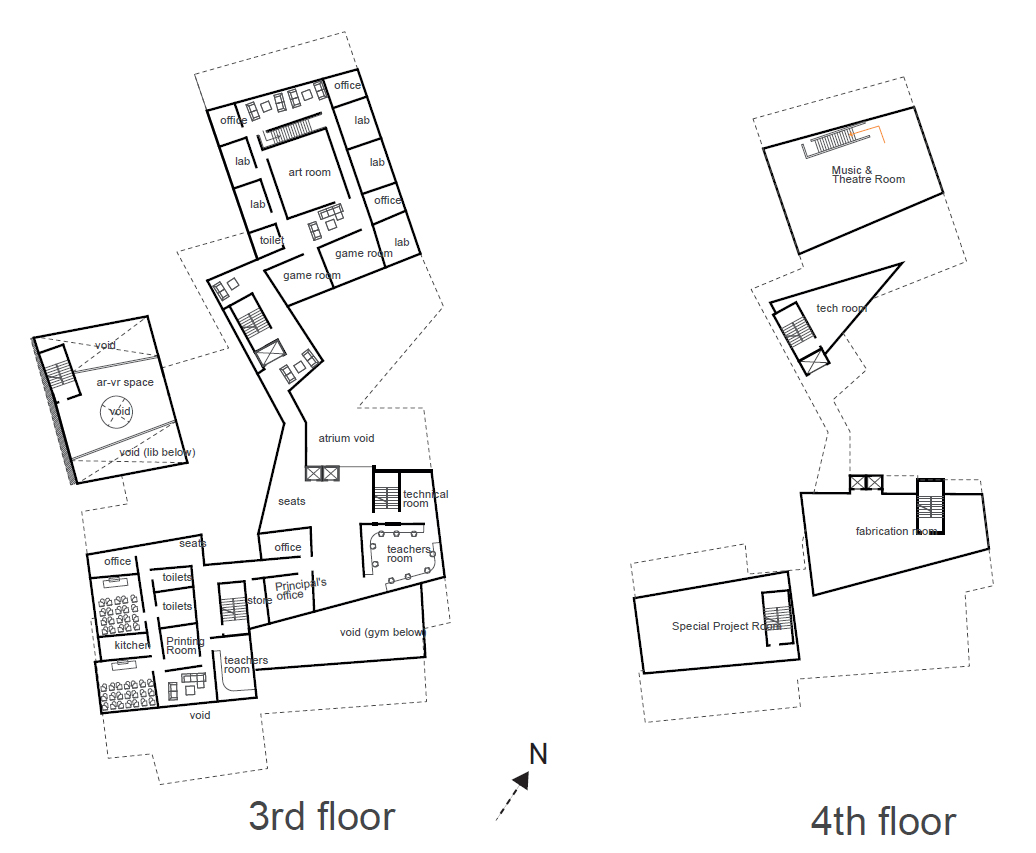 office
office
lab
lab
lab
art room
lab
office
toilet
lab
game room
game room
void
ar-vr space
void
void (lib below)
atrium void
seats
technical
room
seats
office
teachers
room
office
toilets
Principal's
office
store
toilets
kitchen
Printing
Room
void (gym below)
teachers
room
void
Music &
Theatre Room
tech room
fabrication room
Special Project Room
N
3rd floor
4th floor